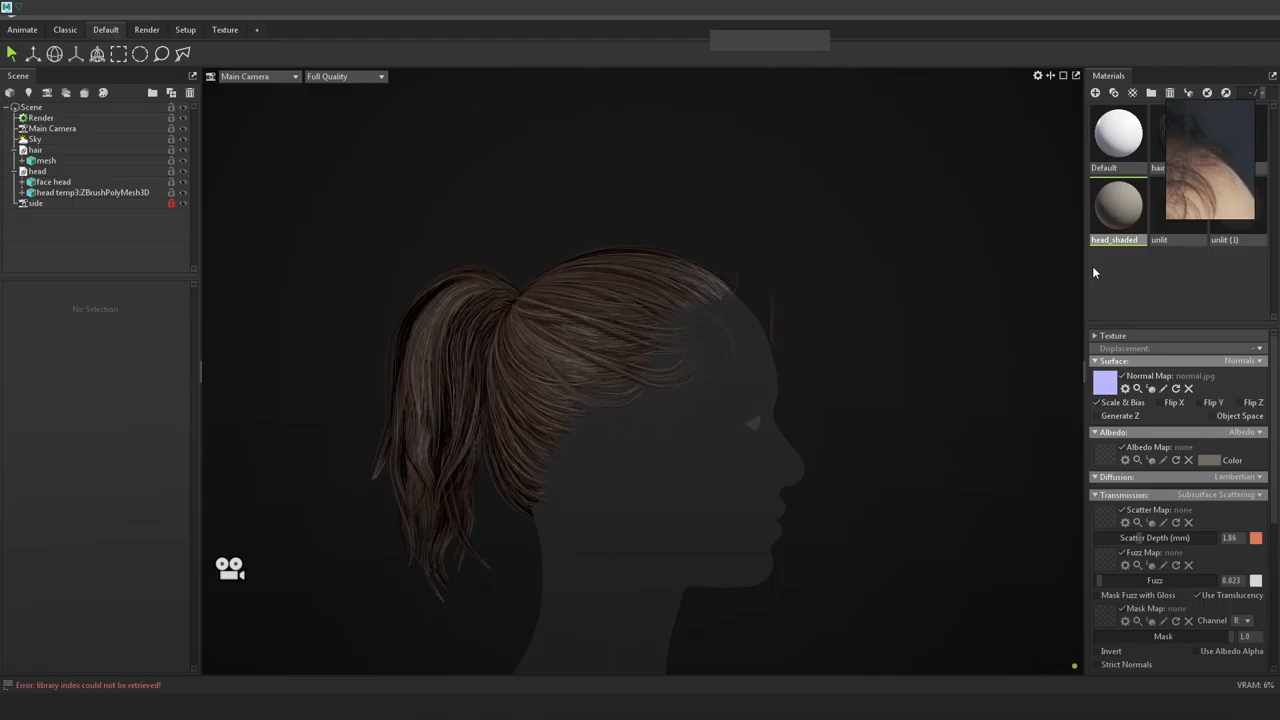 Animate Classic Default Render Setup Texture +
Scene
Main Camera Full Quality
Materials
Scene
Render
Main Camera
Sky
hair
mesh
head
face head
head temp3:ZBrushPolyMesh3D
side
No Selection
Default
head_shaded unlit unlit (1)
Texture
Displacement:
Surface: Normals
Normal Map: normal.jpg
Scale & Bias Flip X Flip Y Flip Z
Generate Z Object Space
Albedo: Albedo
Albedo Map: none
Color
Diffusion: Lambertian
Transmission: Subsurface Scattering
Scatter Map: none
Scatter Depth (mm) 1.86
Fuzz Map: none
Fuzz 0.023
Mask Fuzz with Gloss Use Translucency
Mask Map: none
Channel R
Mask 1.0
Invert Use Albedo Alpha
Strict Normals
Error: library index could not be retrieved! VRAM: 6%